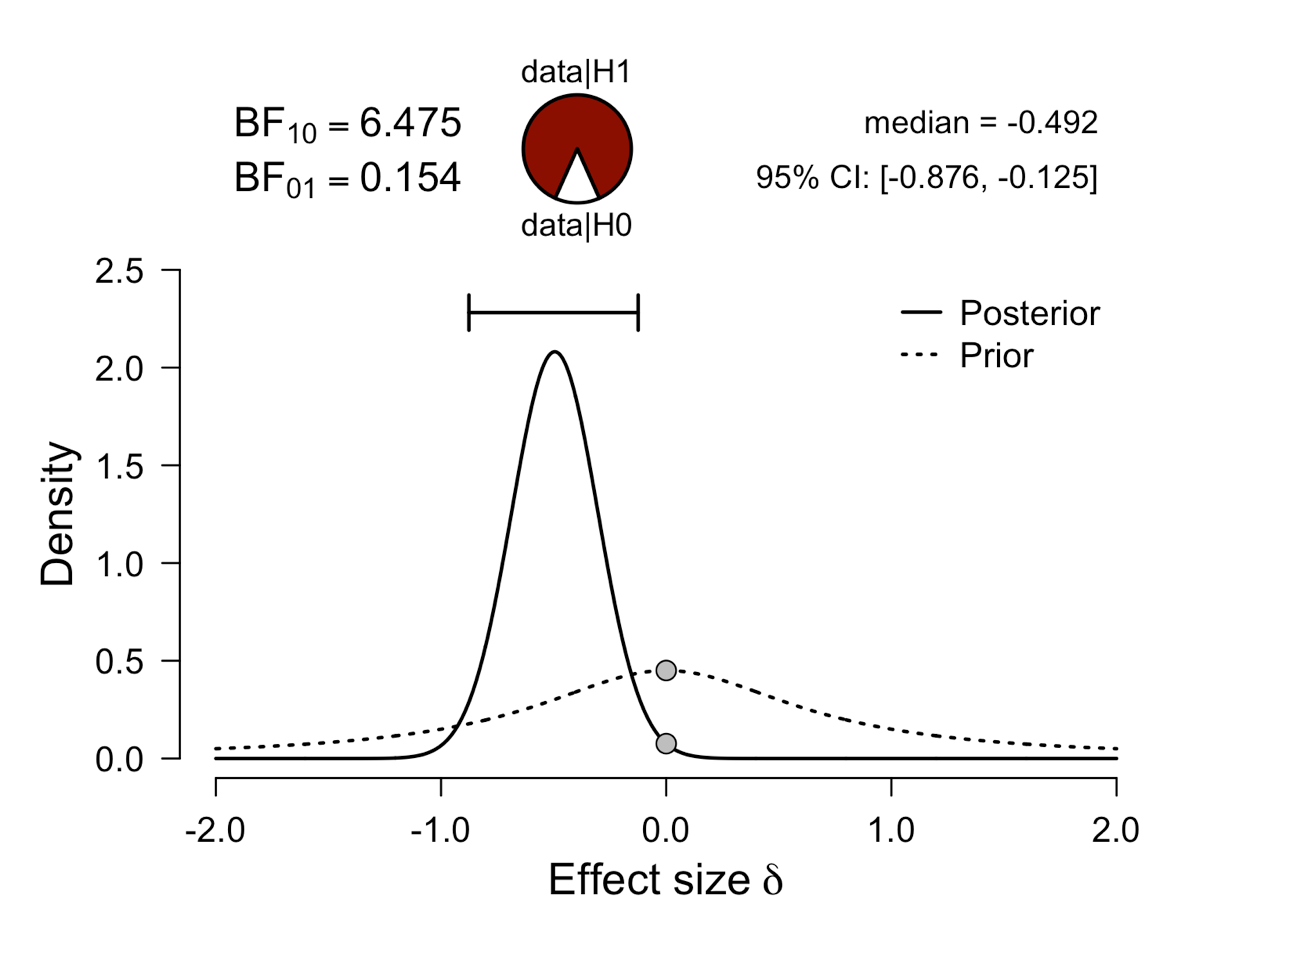 data|H1
BF10 = 6.475
BF01 = 0.154
data|H0
median = -0.492
95% CI: [-0.876, -0.125]
Posterior
Prior
2.5
2.0
1.5
1.0
0.5
0.0
Density
-2.0 -1.0 0.0 1.0 2.0
Effect size δ